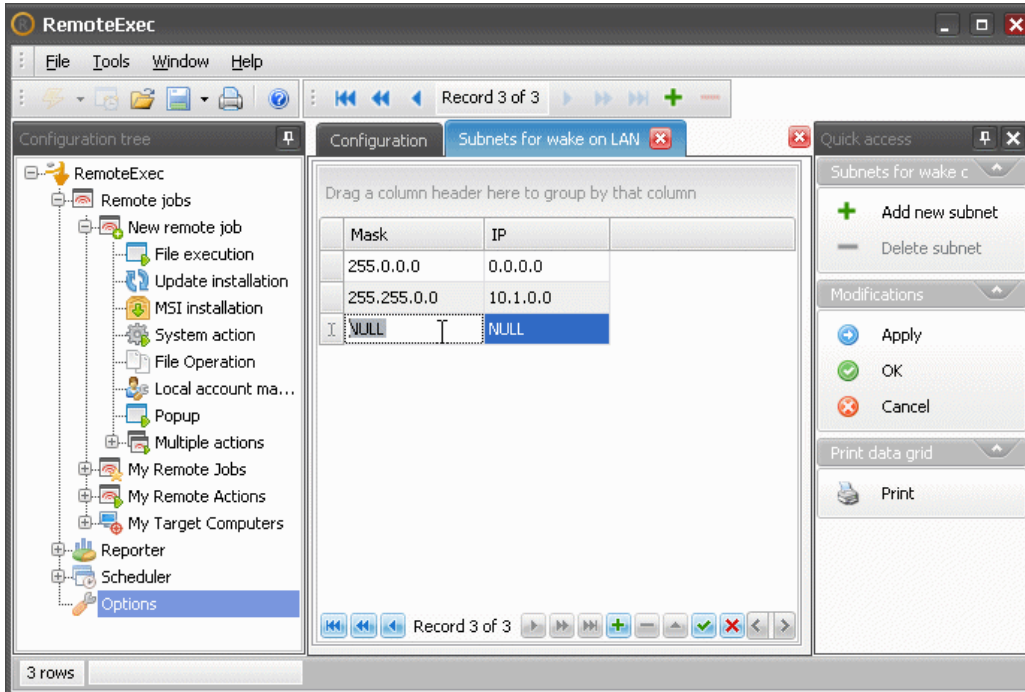 RemoteExec
File Tools Window Help
Record 3 of 3
Configuration tree
RemoteExec
Remote jobs
New remote job
File execution
Update installation
MSI installation
System action
File Operation
Local account ma...
Popup
Multiple actions
My Remote Jobs
My Remote Actions
My Target Computers
Reporter
Scheduler
Options
Configuration Subnets for wake on LAN
Drag a column header here to group by that column
Mask IP
255.0.0.0 0.0.0.0
255.255.0.0 10.1.0.0
NULL NULL
Record 3 of 3
Quick access
Subnets for wake c
Add new subnet
Delete subnet
Modifications
Apply
OK
Cancel
Print data grid
Print
3 rows